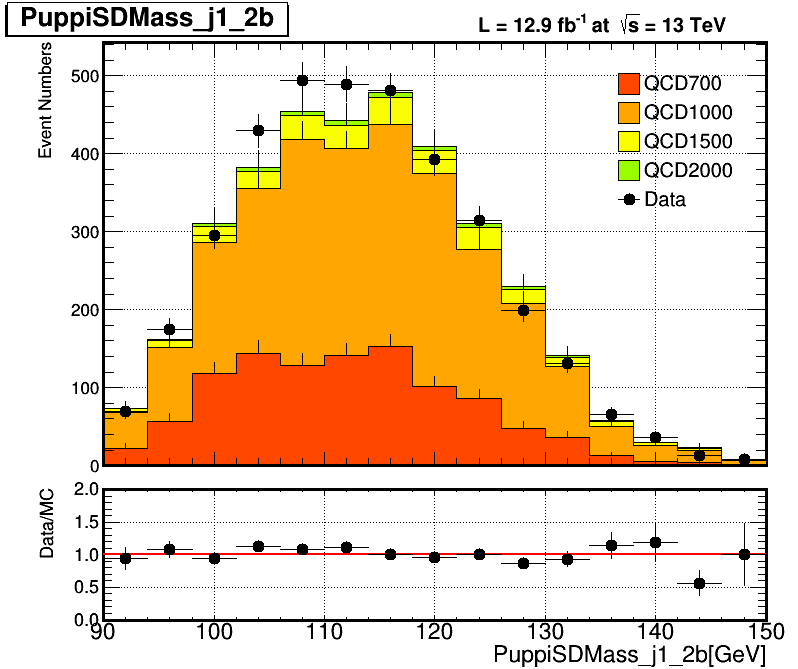 PuppiSDMass_j1_2b
L = 12.9 fb-1 at √s = 13 TeV
Event Numbers
500
400
300
200
100
0
QCD700
QCD1000
QCD1500
QCD2000
Data
Data/MC
2.0
1.5
1.0
0.5
0.0
90 100 110 120 130 140 150
PuppiSDMass_j1_2b[GeV]